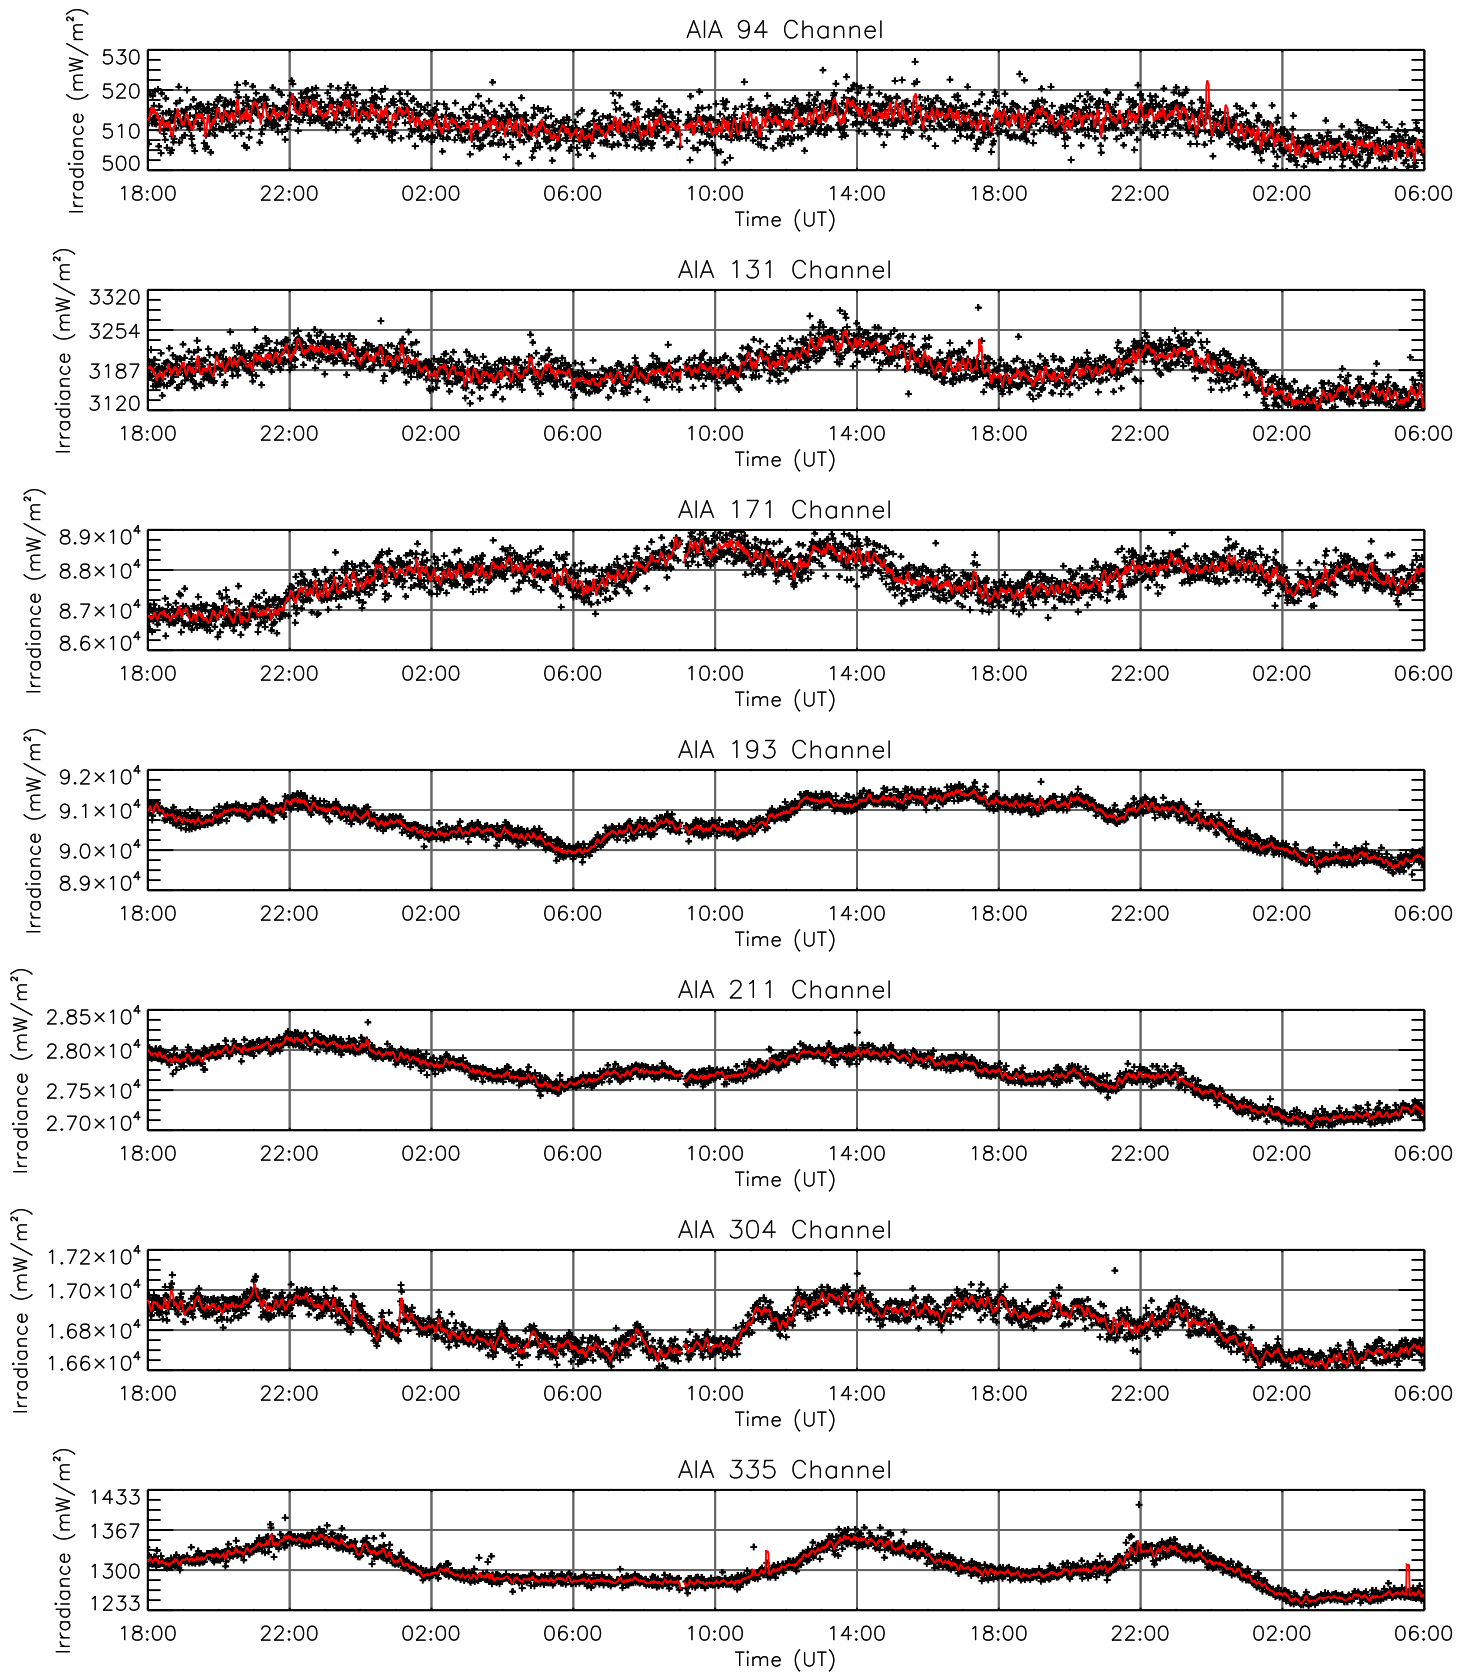 AIA 94 Channel
Irradiance (mW/m²)
530
520
510
500
18:00 22:00 02:00 06:00 10:00 14:00 18:00 22:00 02:00 06:00
Time (UT)
AIA 131 Channel
Irradiance (mW/m²)
3320
3254
3187
3120
18:00 22:00 02:00 06:00 10:00 14:00 18:00 22:00 02:00 06:00
Time (UT)
AIA 171 Channel
Irradiance (mW/m²)
8.9×10⁴
8.8×10⁴
8.7×10⁴
8.6×10⁴
18:00 22:00 02:00 06:00 10:00 14:00 18:00 22:00 02:00 06:00
Time (UT)
AIA 193 Channel
Irradiance (mW/m²)
9.2×10⁴
9.1×10⁴
9.0×10⁴
8.9×10⁴
18:00 22:00 02:00 06:00 10:00 14:00 18:00 22:00 02:00 06:00
Time (UT)
AIA 211 Channel
Irradiance (mW/m²)
2.85×10⁴
2.80×10⁴
2.75×10⁴
2.70×10⁴
18:00 22:00 02:00 06:00 10:00 14:00 18:00 22:00 02:00 06:00
Time (UT)
AIA 304 Channel
Irradiance (mW/m²)
1.72×10⁴
1.70×10⁴
1.68×10⁴
1.66×10⁴
18:00 22:00 02:00 06:00 10:00 14:00 18:00 22:00 02:00 06:00
Time (UT)
AIA 335 Channel
Irradiance (mW/m²)
1433
1367
1300
1233
18:00 22:00 02:00 06:00 10:00 14:00 18:00 22:00 02:00 06:00
Time (UT)